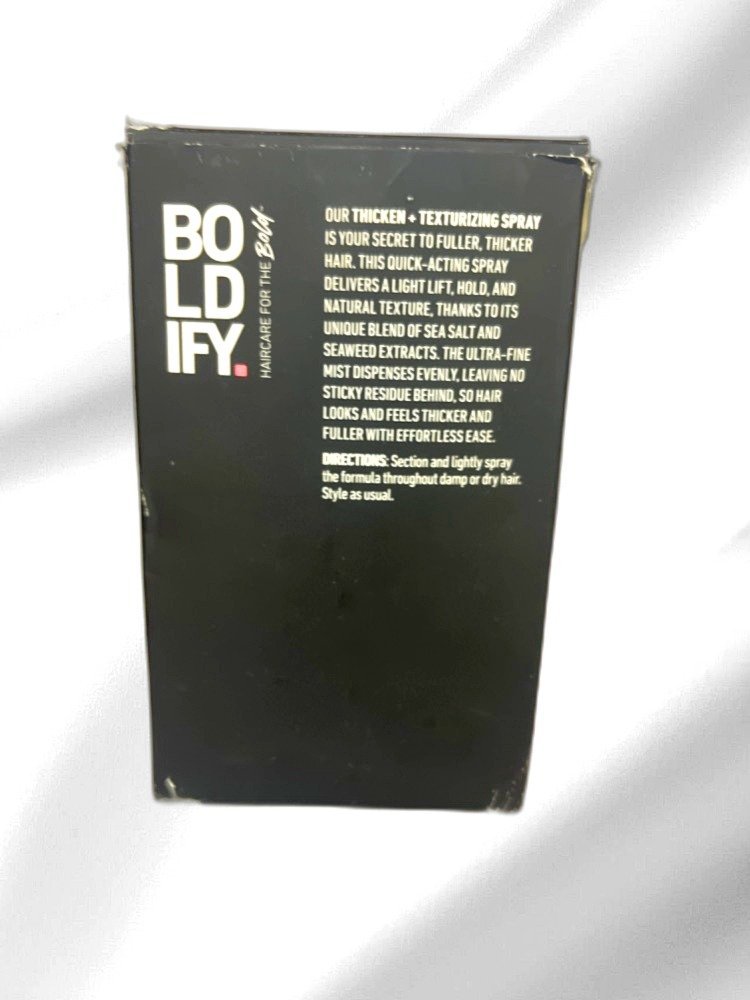 BO
LD
IFY.
HAIRCARE FOR THE Bold.
OUR THICKEN + TEXTURIZING SPRAY
IS YOUR SECRET TO FULLER, THICKER
HAIR. THIS QUICK-ACTING SPRAY
DELIVERS A LIGHT LIFT, HOLD, AND
NATURAL TEXTURE, THANKS TO ITS
UNIQUE BLEND OF SEA SALT AND
SEAWEED EXTRACTS. THE ULTRA-FINE
MIST DISPENSES EVENLY, LEAVING NO
STICKY RESIDUE BEHIND, SO HAIR
LOOKS AND FEELS THICKER AND
FULLER WITH EFFORTLESS EASE.
DIRECTIONS: Section and lightly spray
the formula throughout damp or dry hair.
Style as usual.